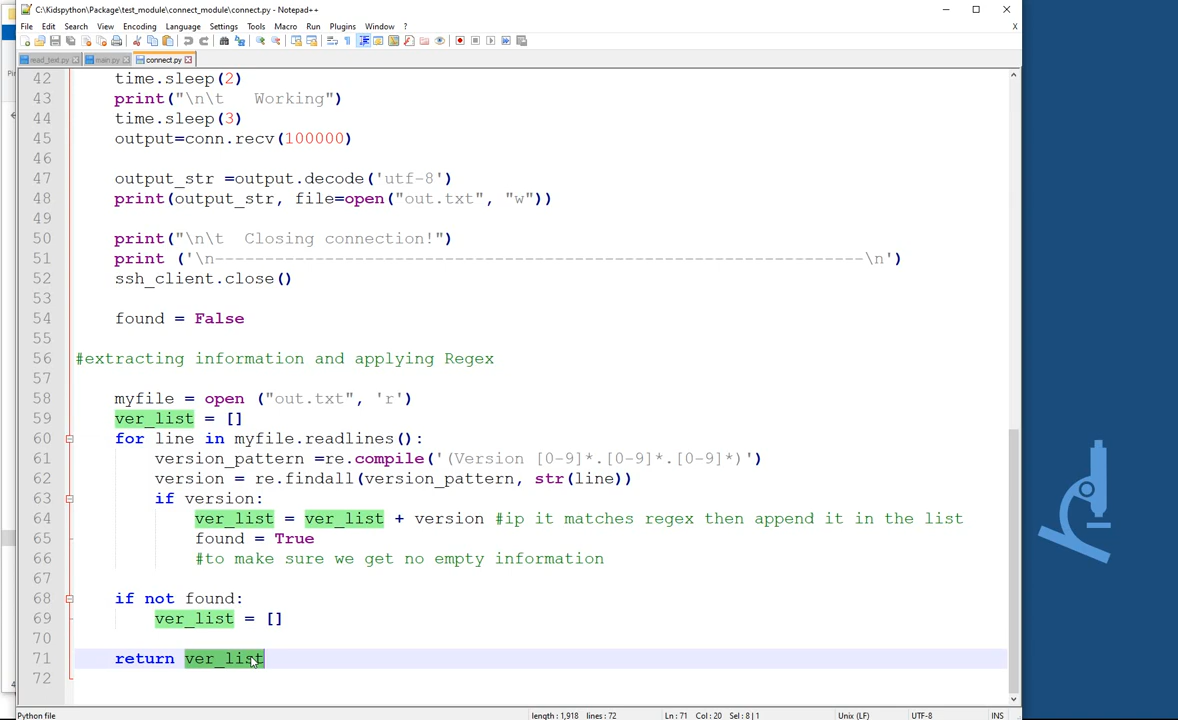 C:\Kidspython\Package\test_module\connect_module\connect.py - Notepad++
File Edit Search View Encoding Language Settings Tools Macro Run Plugins Window ? X
read_text.py main.py connect.py
42 time.sleep(2)
43 print("\n\t   Working")
44 time.sleep(3)
45 output=conn.recv(100000)
46
47 output_str =output.decode('utf-8')
48 print(output_str, file=open("out.txt", "w"))
49
50 print("\n\t  Closing connection!")
51 print ('\n-----------------------------------------------------------------\n')
52 ssh_client.close()
53
54 found = False
55
56 #extracting information and applying Regex
57
58 myfile = open ("out.txt", 'r')
59 ver_list = []
60 for line in myfile.readlines():
61 version_pattern =re.compile('(Version [0-9]*.[0-9]*.[0-9]*)')
62 version = re.findall(version_pattern, str(line))
63 if version:
64 ver_list = ver_list + version #ip it matches regex then append it in the list
65 found = True
66 #to make sure we get no empty information
67
68 if not found:
69 ver_list = []
70
71 return ver_list
72
Python file length : 1,918 lines : 72 Ln : 71 Col : 20 Sel : 8 | 1 Unix (LF) UTF-8 INS